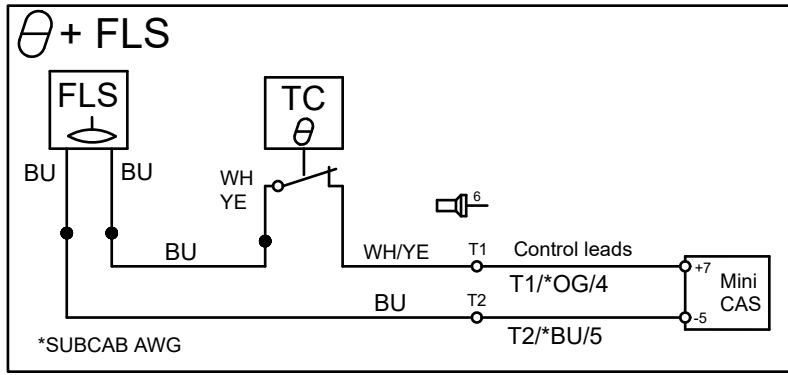 θ + FLS
FLS
TC
θ
BU
BU
WH
YE
6
BU
WH/YE
T1
Control leads
+7
T1/*OG/4
Mini
CAS
BU
T2
-5
T2/*BU/5
*SUBCAB AWG